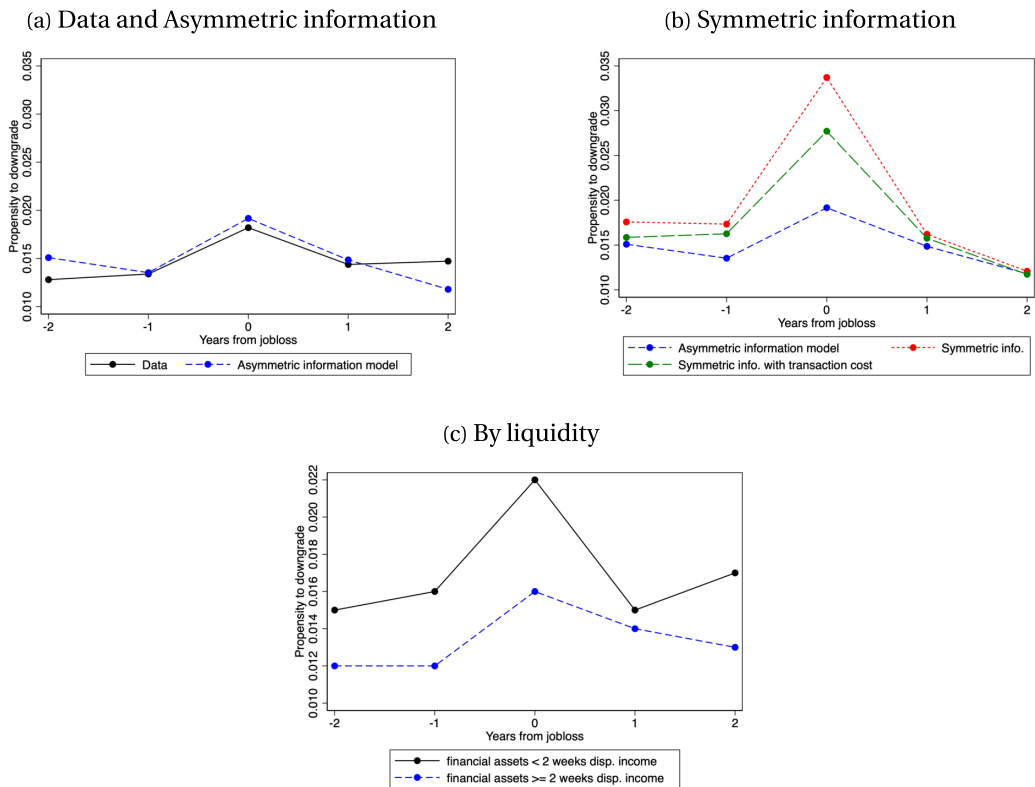 (a) Data and Asymmetric information
Propensity to downgrade
0.035
0.030
0.025
0.020
0.015
0.010
-2 -1 0 1 2
Years from jobloss
Data Asymmetric information model
(b) Symmetric information
Propensity to downgrade
0.035
0.030
0.025
0.020
0.015
0.010
-2 -1 0 1 2
Years from jobloss
Asymmetric information model Symmetric info.
Symmetric info. with transaction cost
(c) By liquidity
Propensity to downgrade
0.022
0.020
0.018
0.016
0.014
0.012
0.010
-2 -1 0 1 2
Years from jobloss
financial assets < 2 weeks disp. income
financial assets >= 2 weeks disp. income